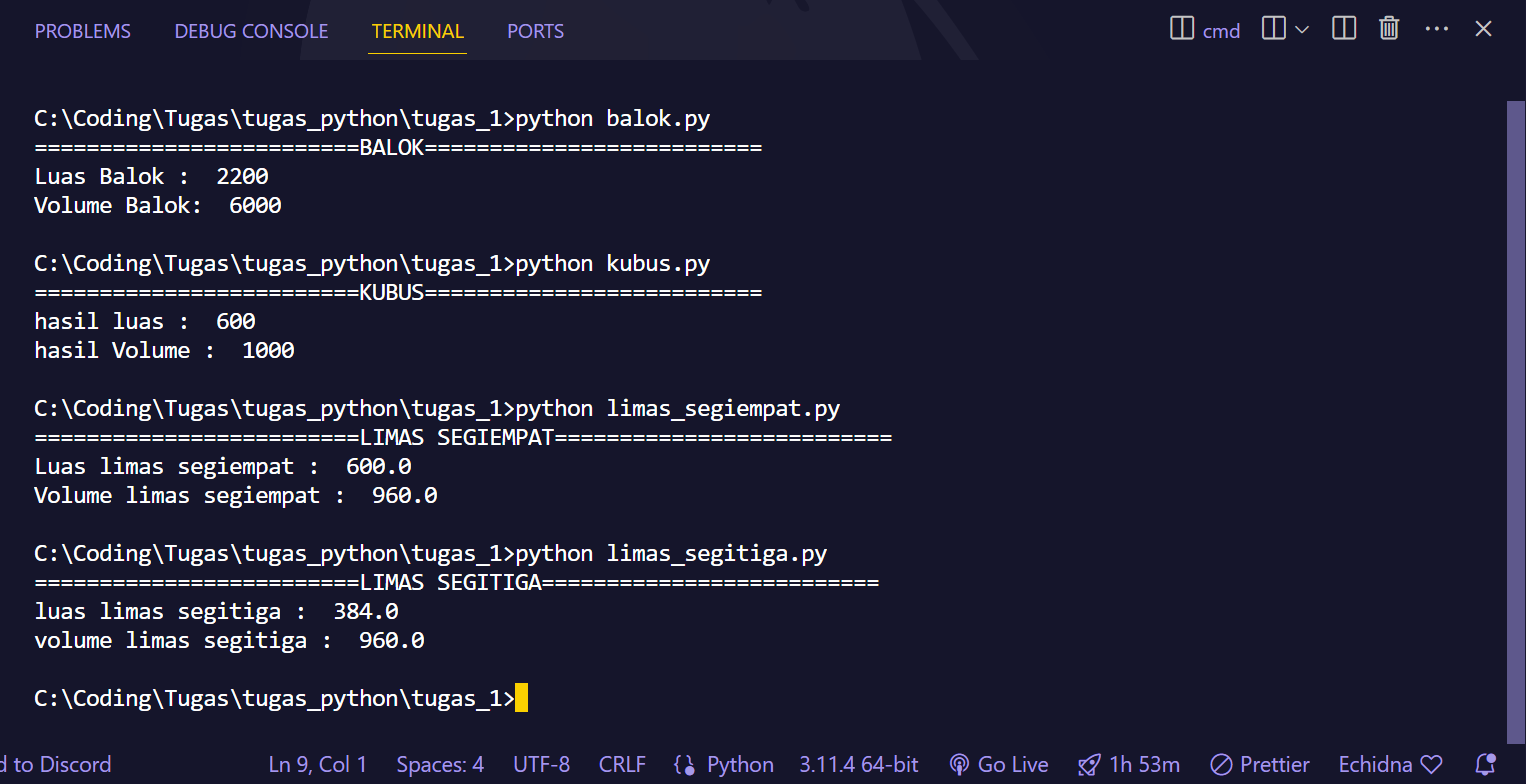 PROBLEMS DEBUG CONSOLE TERMINAL PORTS cmd
C:\Coding\Tugas\tugas_python\tugas_1>python balok.py
=========================BALOK==========================
Luas Balok :  2200
Volume Balok:  6000
C:\Coding\Tugas\tugas_python\tugas_1>python kubus.py
=========================KUBUS==========================
hasil luas :  600
hasil Volume :  1000
C:\Coding\Tugas\tugas_python\tugas_1>python limas_segiempat.py
=========================LIMAS SEGIEMPAT==========================
Luas limas segiempat :  600.0
Volume limas segiempat :  960.0
C:\Coding\Tugas\tugas_python\tugas_1>python limas_segitiga.py
=========================LIMAS SEGITIGA==========================
luas limas segitiga :  384.0
volume limas segitiga :  960.0
C:\Coding\Tugas\tugas_python\tugas_1>
d to Discord Ln 9, Col 1 Spaces: 4 UTF-8 CRLF Python 3.11.4 64-bit Go Live 1h 53m Prettier Echidna